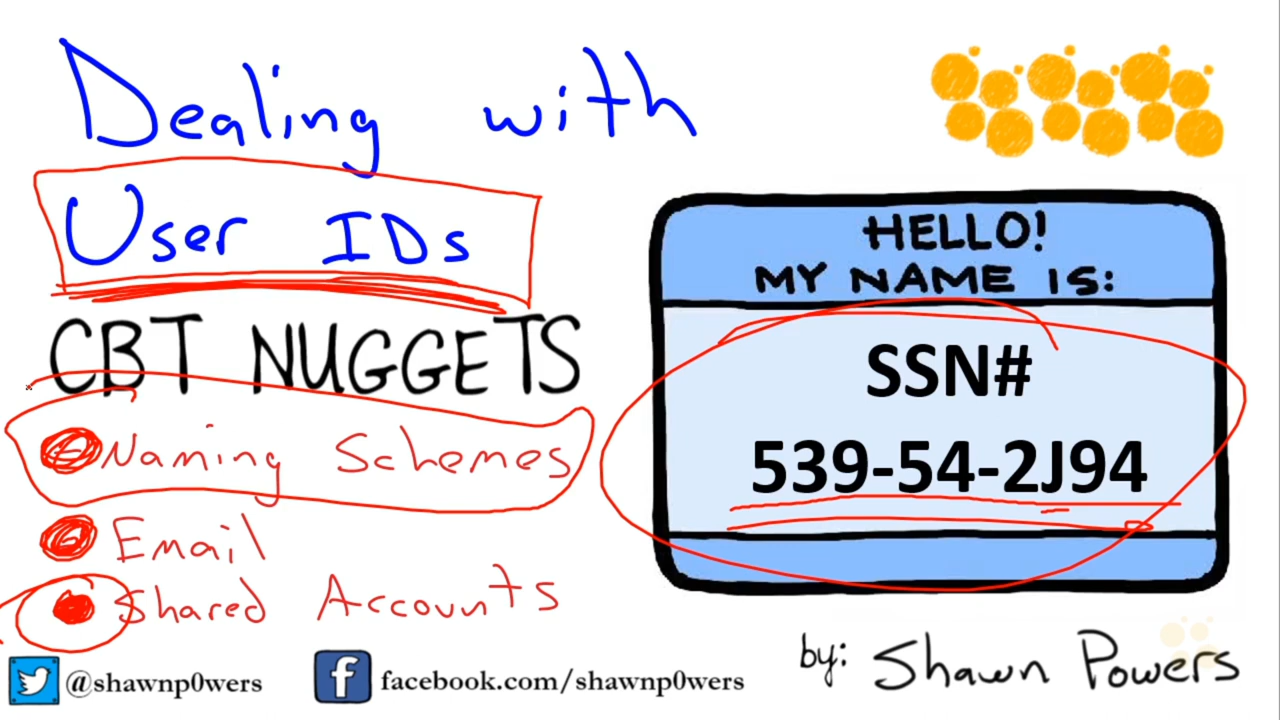 Dealing with
User IDs
CBT NUGGETS
Naming Schemes
Email
Shared Accounts
HELLO!
MY NAME IS:
SSN#
539-54-2J94
by: Shawn Powers
@shawnp0wers
facebook.com/shawnp0wers